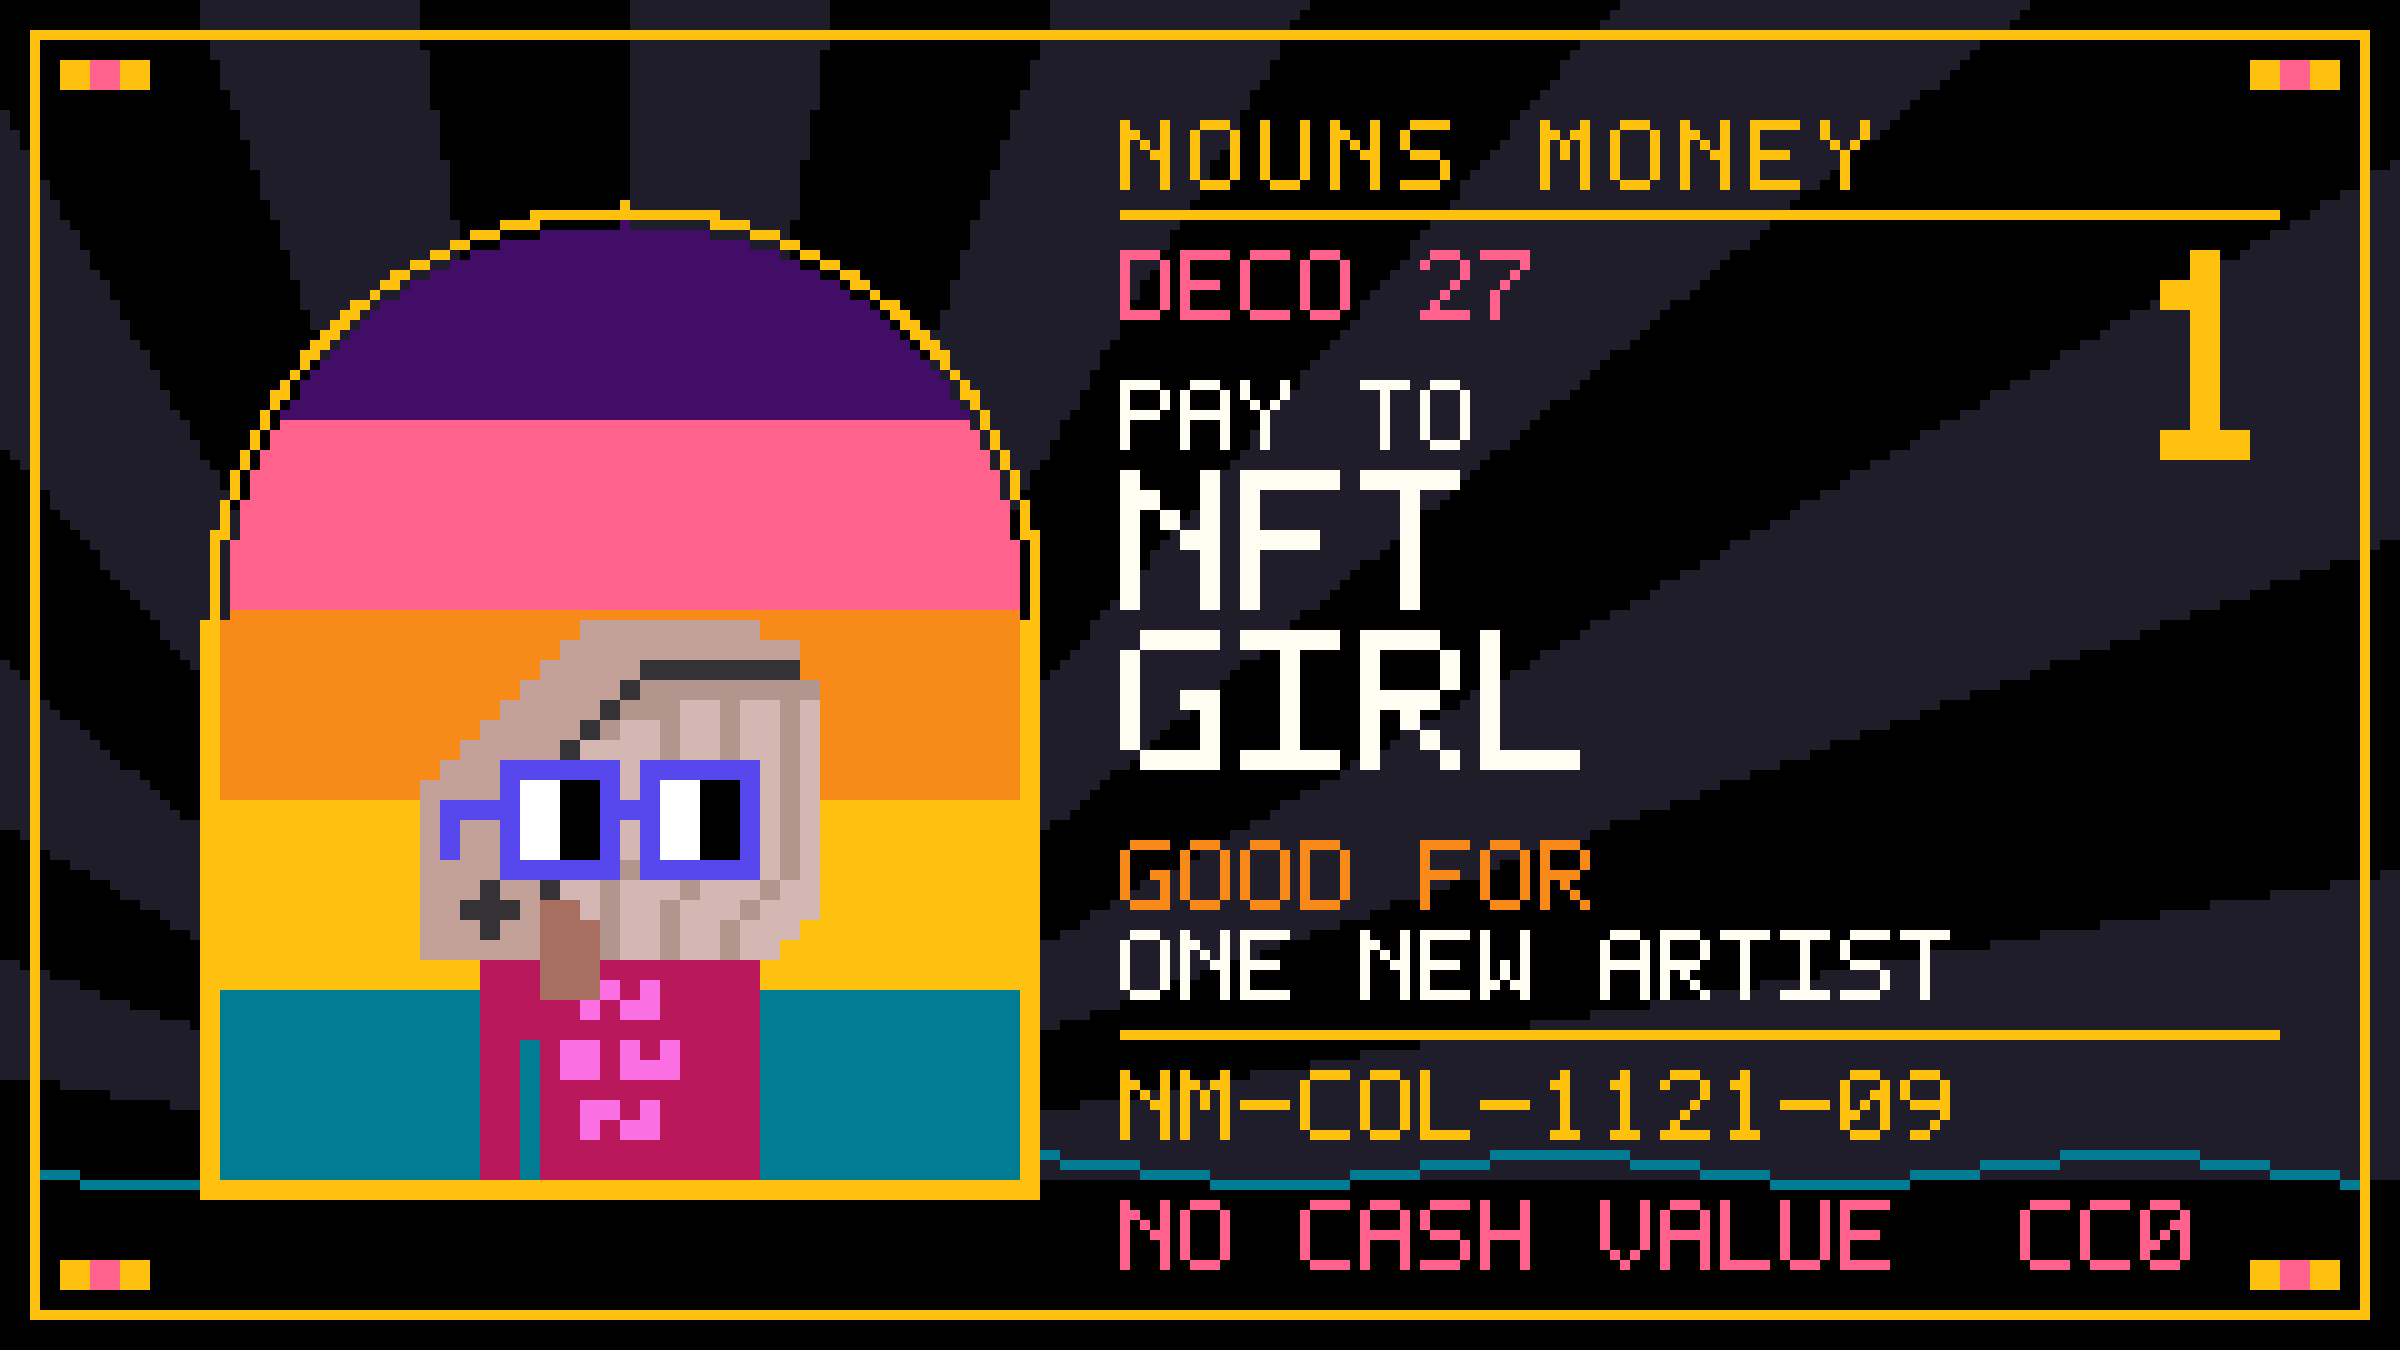 NOUNS MONEY
DECO 27
1
PAY TO
NFT
GIRL
GOOD FOR
ONE NEW ARTIST
NM-COL-1121-09
NO CASH VALUE CC0